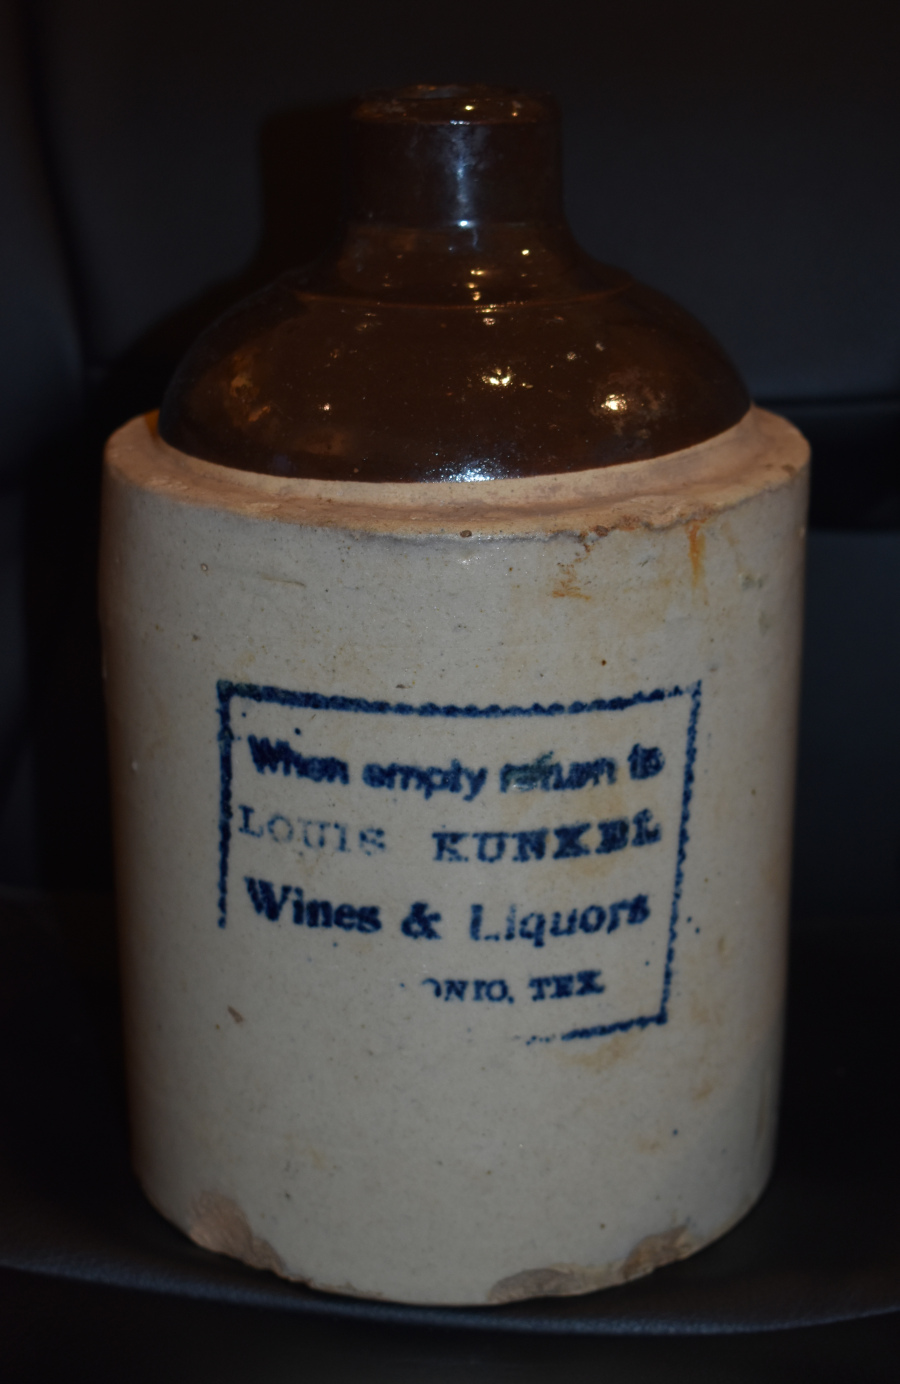 When empty return to
LOUIS KUNKEL
Wines & Liquors
ONIO, TEX.